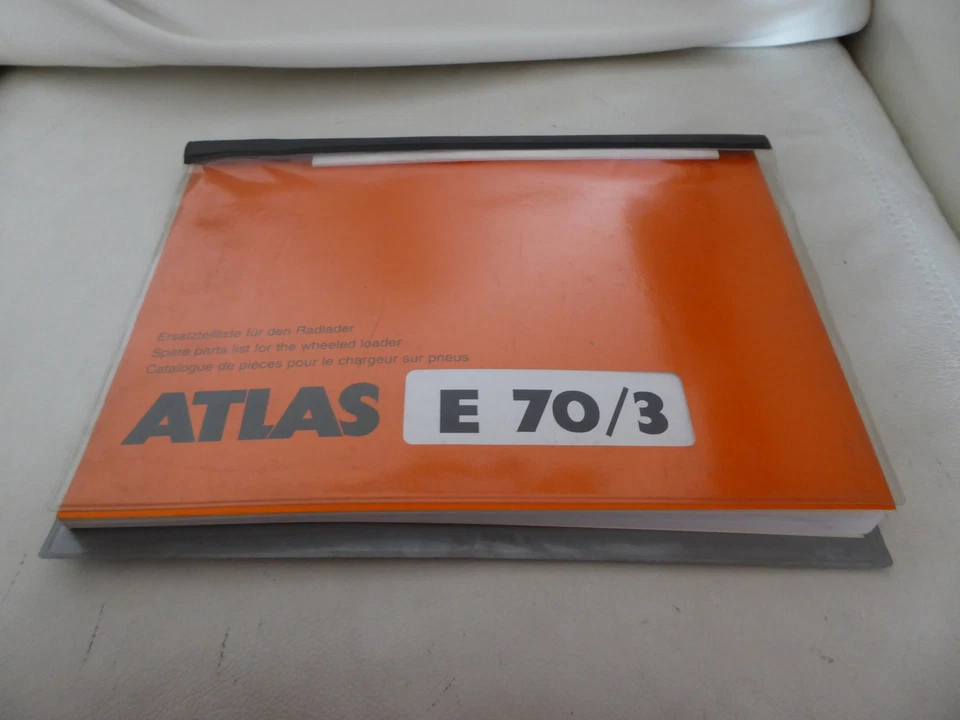 Ersatzteilliste für den Radlader
Spare parts list for the wheeled loader
Catalogue de pièces pour le chargeur sur pneus
ATLAS E 70/3